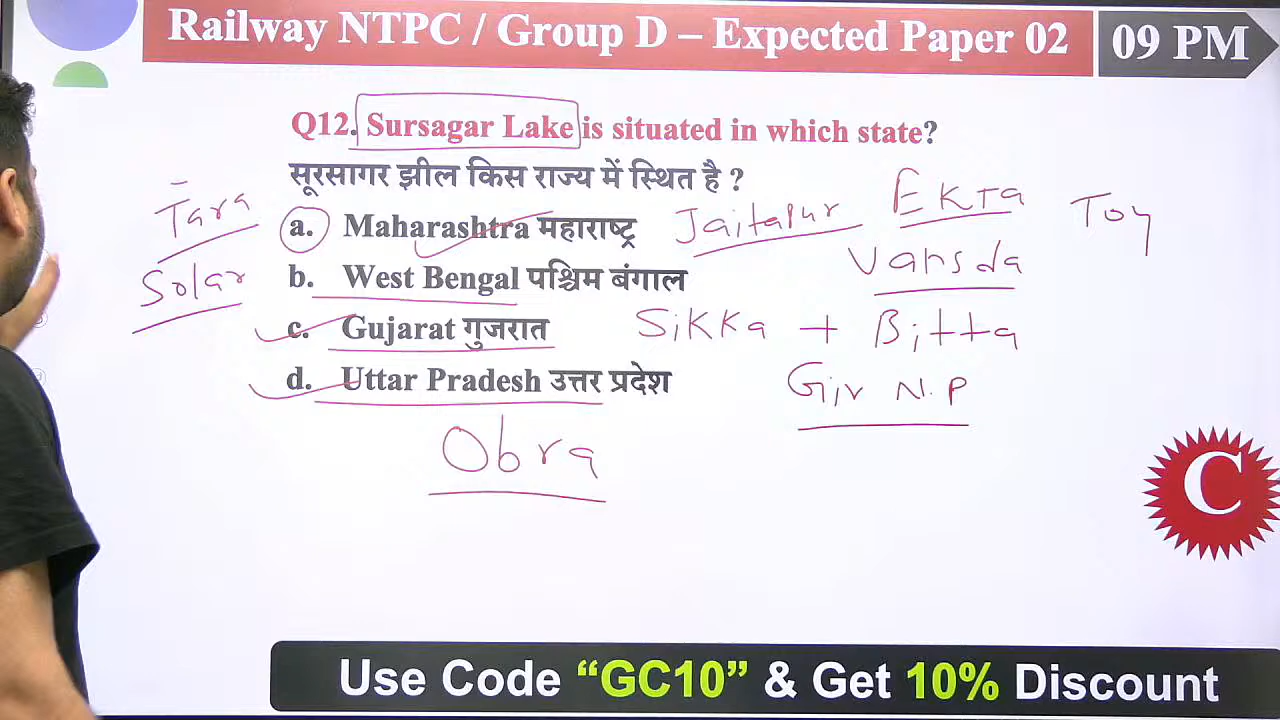 Railway NTPC / Group D – Expected Paper 02
09 PM
Q12. Sursagar Lake is situated in which state?
सूरसागर झील किस राज्य में स्थित है ?
a. Maharashtra महाराष्ट्र
b. West Bengal पश्चिम बंगाल
c. Gujarat गुजरात
d. Uttar Pradesh उत्तर प्रदेश
Tara
Solar
Jaitapur
EKTA
Toy
Vansda
Sikka + Bitta
Gir N.P
Obra
C
Use Code “GC10” & Get 10% Discount